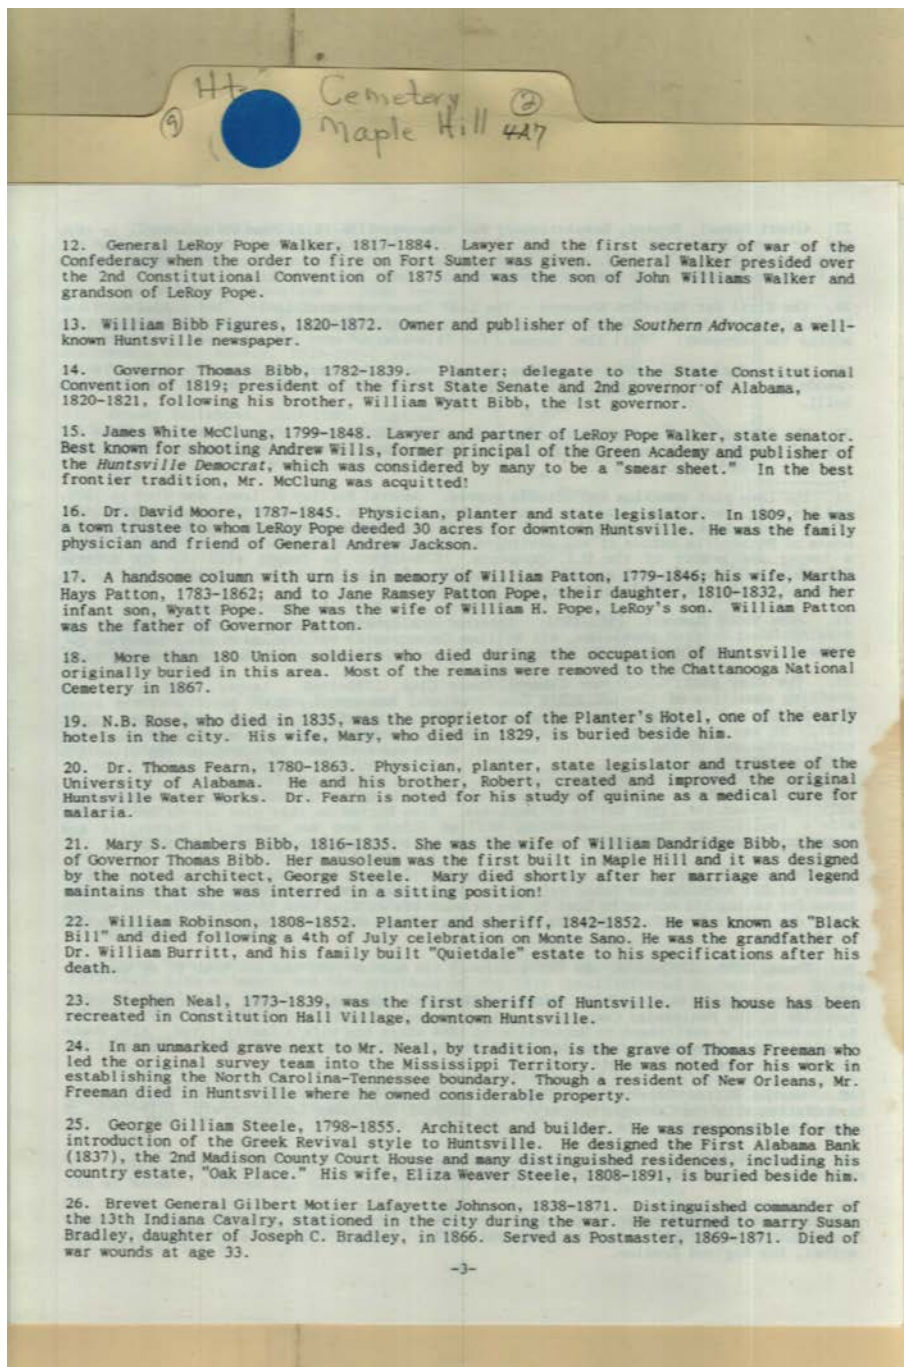 Ht Cemetery ②
⑨ Maple Hill 4A7
12. General LeRoy Pope Walker, 1817-1884. Lawyer and the first secretary of war of the
Confederacy when the order to fire on Fort Sumter was given. General Walker presided over
the 2nd Constitutional Convention of 1875 and was the son of John Williams Walker and
grandson of LeRoy Pope.
13. William Bibb Figures, 1820-1872. Owner and publisher of the Southern Advocate, a well-
known Huntsville newspaper.
14. Governor Thomas Bibb, 1782-1839. Planter; delegate to the State Constitutional
Convention of 1819; president of the first State Senate and 2nd governor of Alabama,
1820-1821, following his brother, William Wyatt Bibb, the 1st governor.
15. James White McClung, 1799-1848. Lawyer and partner of LeRoy Pope Walker, state senator.
Best known for shooting Andrew Wills, former principal of the Green Academy and publisher of
the Huntsville Democrat, which was considered by many to be a "smear sheet." In the best
frontier tradition, Mr. McClung was acquitted!
16. Dr. David Moore, 1787-1845. Physician, planter and state legislator. In 1809, he was
a town trustee to whom LeRoy Pope deeded 30 acres for downtown Huntsville. He was the family
physician and friend of General Andrew Jackson.
17. A handsome column with urn is in memory of William Patton, 1779-1846; his wife, Martha
Hays Patton, 1783-1862; and to Jane Ramsey Patton Pope, their daughter, 1810-1832, and her
infant son, Wyatt Pope. She was the wife of William H. Pope, LeRoy's son. William Patton
was the father of Governor Patton.
18. More than 180 Union soldiers who died during the occupation of Huntsville were
originally buried in this area. Most of the remains were removed to the Chattanooga National
Cemetery in 1867.
19. N.B. Rose, who died in 1835, was the proprietor of the Planter's Hotel, one of the early
hotels in the city. His wife, Mary, who died in 1829, is buried beside him.
20. Dr. Thomas Fearn, 1780-1863. Physician, planter, state legislator and trustee of the
University of Alabama. He and his brother, Robert, created and improved the original
Huntsville Water Works. Dr. Fearn is noted for his study of quinine as a medical cure for
malaria.
21. Mary S. Chambers Bibb, 1816-1835. She was the wife of William Dandridge Bibb, the son
of Governor Thomas Bibb. Her mausoleum was the first built in Maple Hill and it was designed
by the noted architect, George Steele. Mary died shortly after her marriage and legend
maintains that she was interred in a sitting position!
22. William Robinson, 1808-1852. Planter and sheriff, 1842-1852. He was known as "Black
Bill" and died following a 4th of July celebration on Monte Sano. He was the grandfather of
Dr. William Burritt, and his family built "Quietdale" estate to his specifications after his
death.
23. Stephen Neal, 1773-1839, was the first sheriff of Huntsville. His house has been
recreated in Constitution Hall Village, downtown Huntsville.
24. In an unmarked grave next to Mr. Neal, by tradition, is the grave of Thomas Freeman who
led the original survey team into the Mississippi Territory. He was noted for his work in
establishing the North Carolina-Tennessee boundary. Though a resident of New Orleans, Mr.
Freeman died in Huntsville where he owned considerable property.
25. George Gilliam Steele, 1798-1855. Architect and builder. He was responsible for the
introduction of the Greek Revival style to Huntsville. He designed the First Alabama Bank
(1837), the 2nd Madison County Court House and many distinguished residences, including his
country estate, "Oak Place." His wife, Eliza Weaver Steele, 1808-1891, is buried beside him.
26. Brevet General Gilbert Motier Lafayette Johnson, 1838-1871. Distinguished commander of
the 13th Indiana Cavalry, stationed in the city during the war. He returned to marry Susan
Bradley, daughter of Joseph C. Bradley, in 1866. Served as Postmaster, 1869-1871. Died of
war wounds at age 33.
-3-